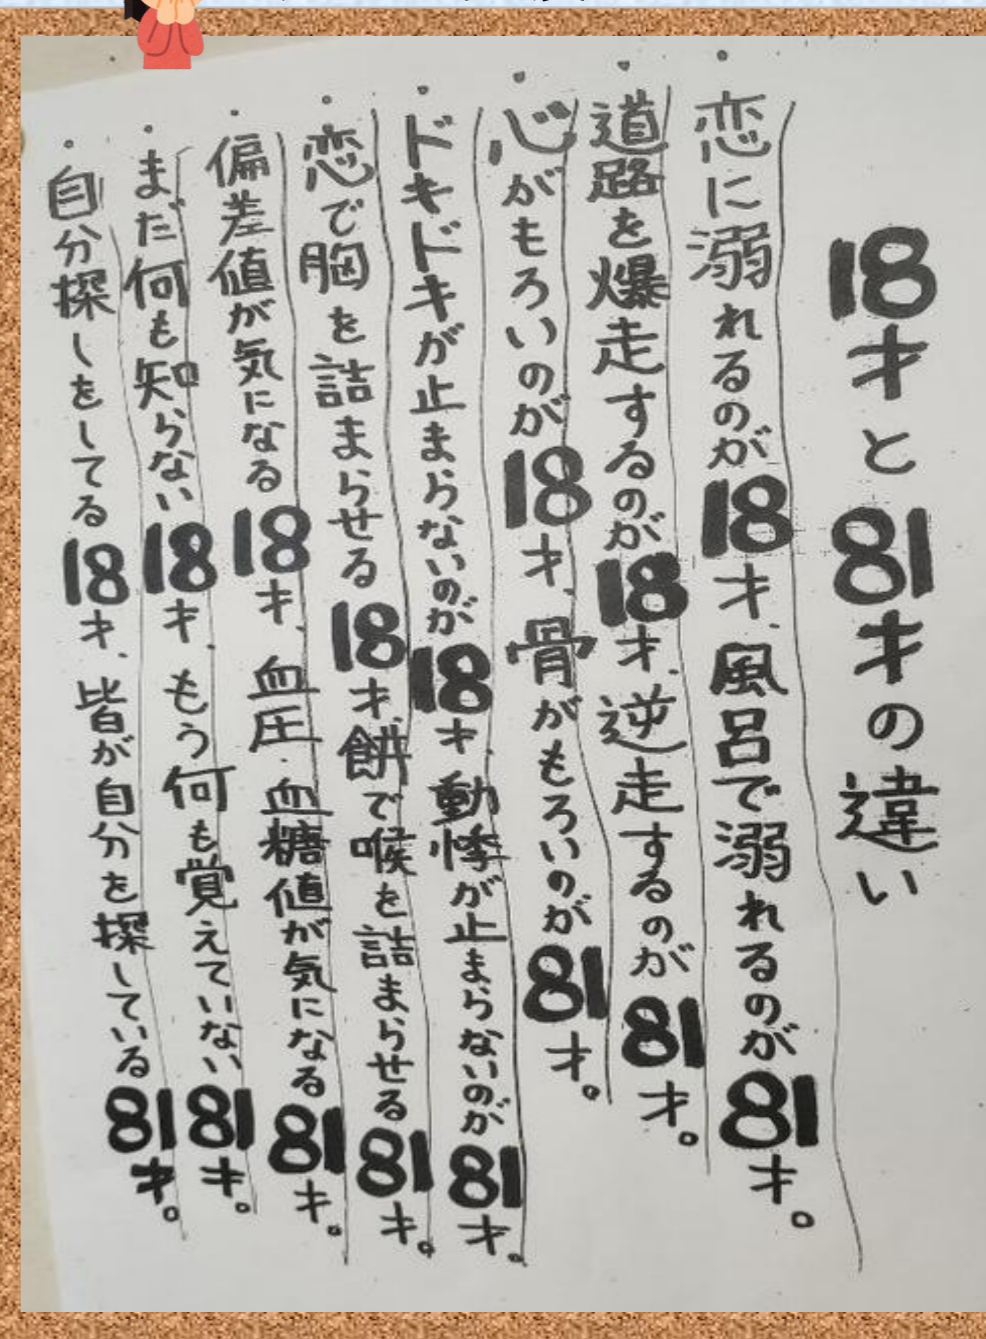 18才と81才の違い
・恋に溺れるのが18才、風呂で溺れるのが81才。
・道路を爆走するのが18才、逆走するのが81才。
・心がもろいのが18才、骨がもろいのが81才。
・ドキドキが止まらないのが18才、動悸が止まらないのが81才。
・恋で胸を詰まらせる18才、餅で喉を詰まらせる81才。
・偏差値が気になる18才、血圧・血糖値が気になる81才。
・まだ何も知らない18才、もう何も覚えていない81才。
・自分探しをしてる18才、皆が自分を探している81才。